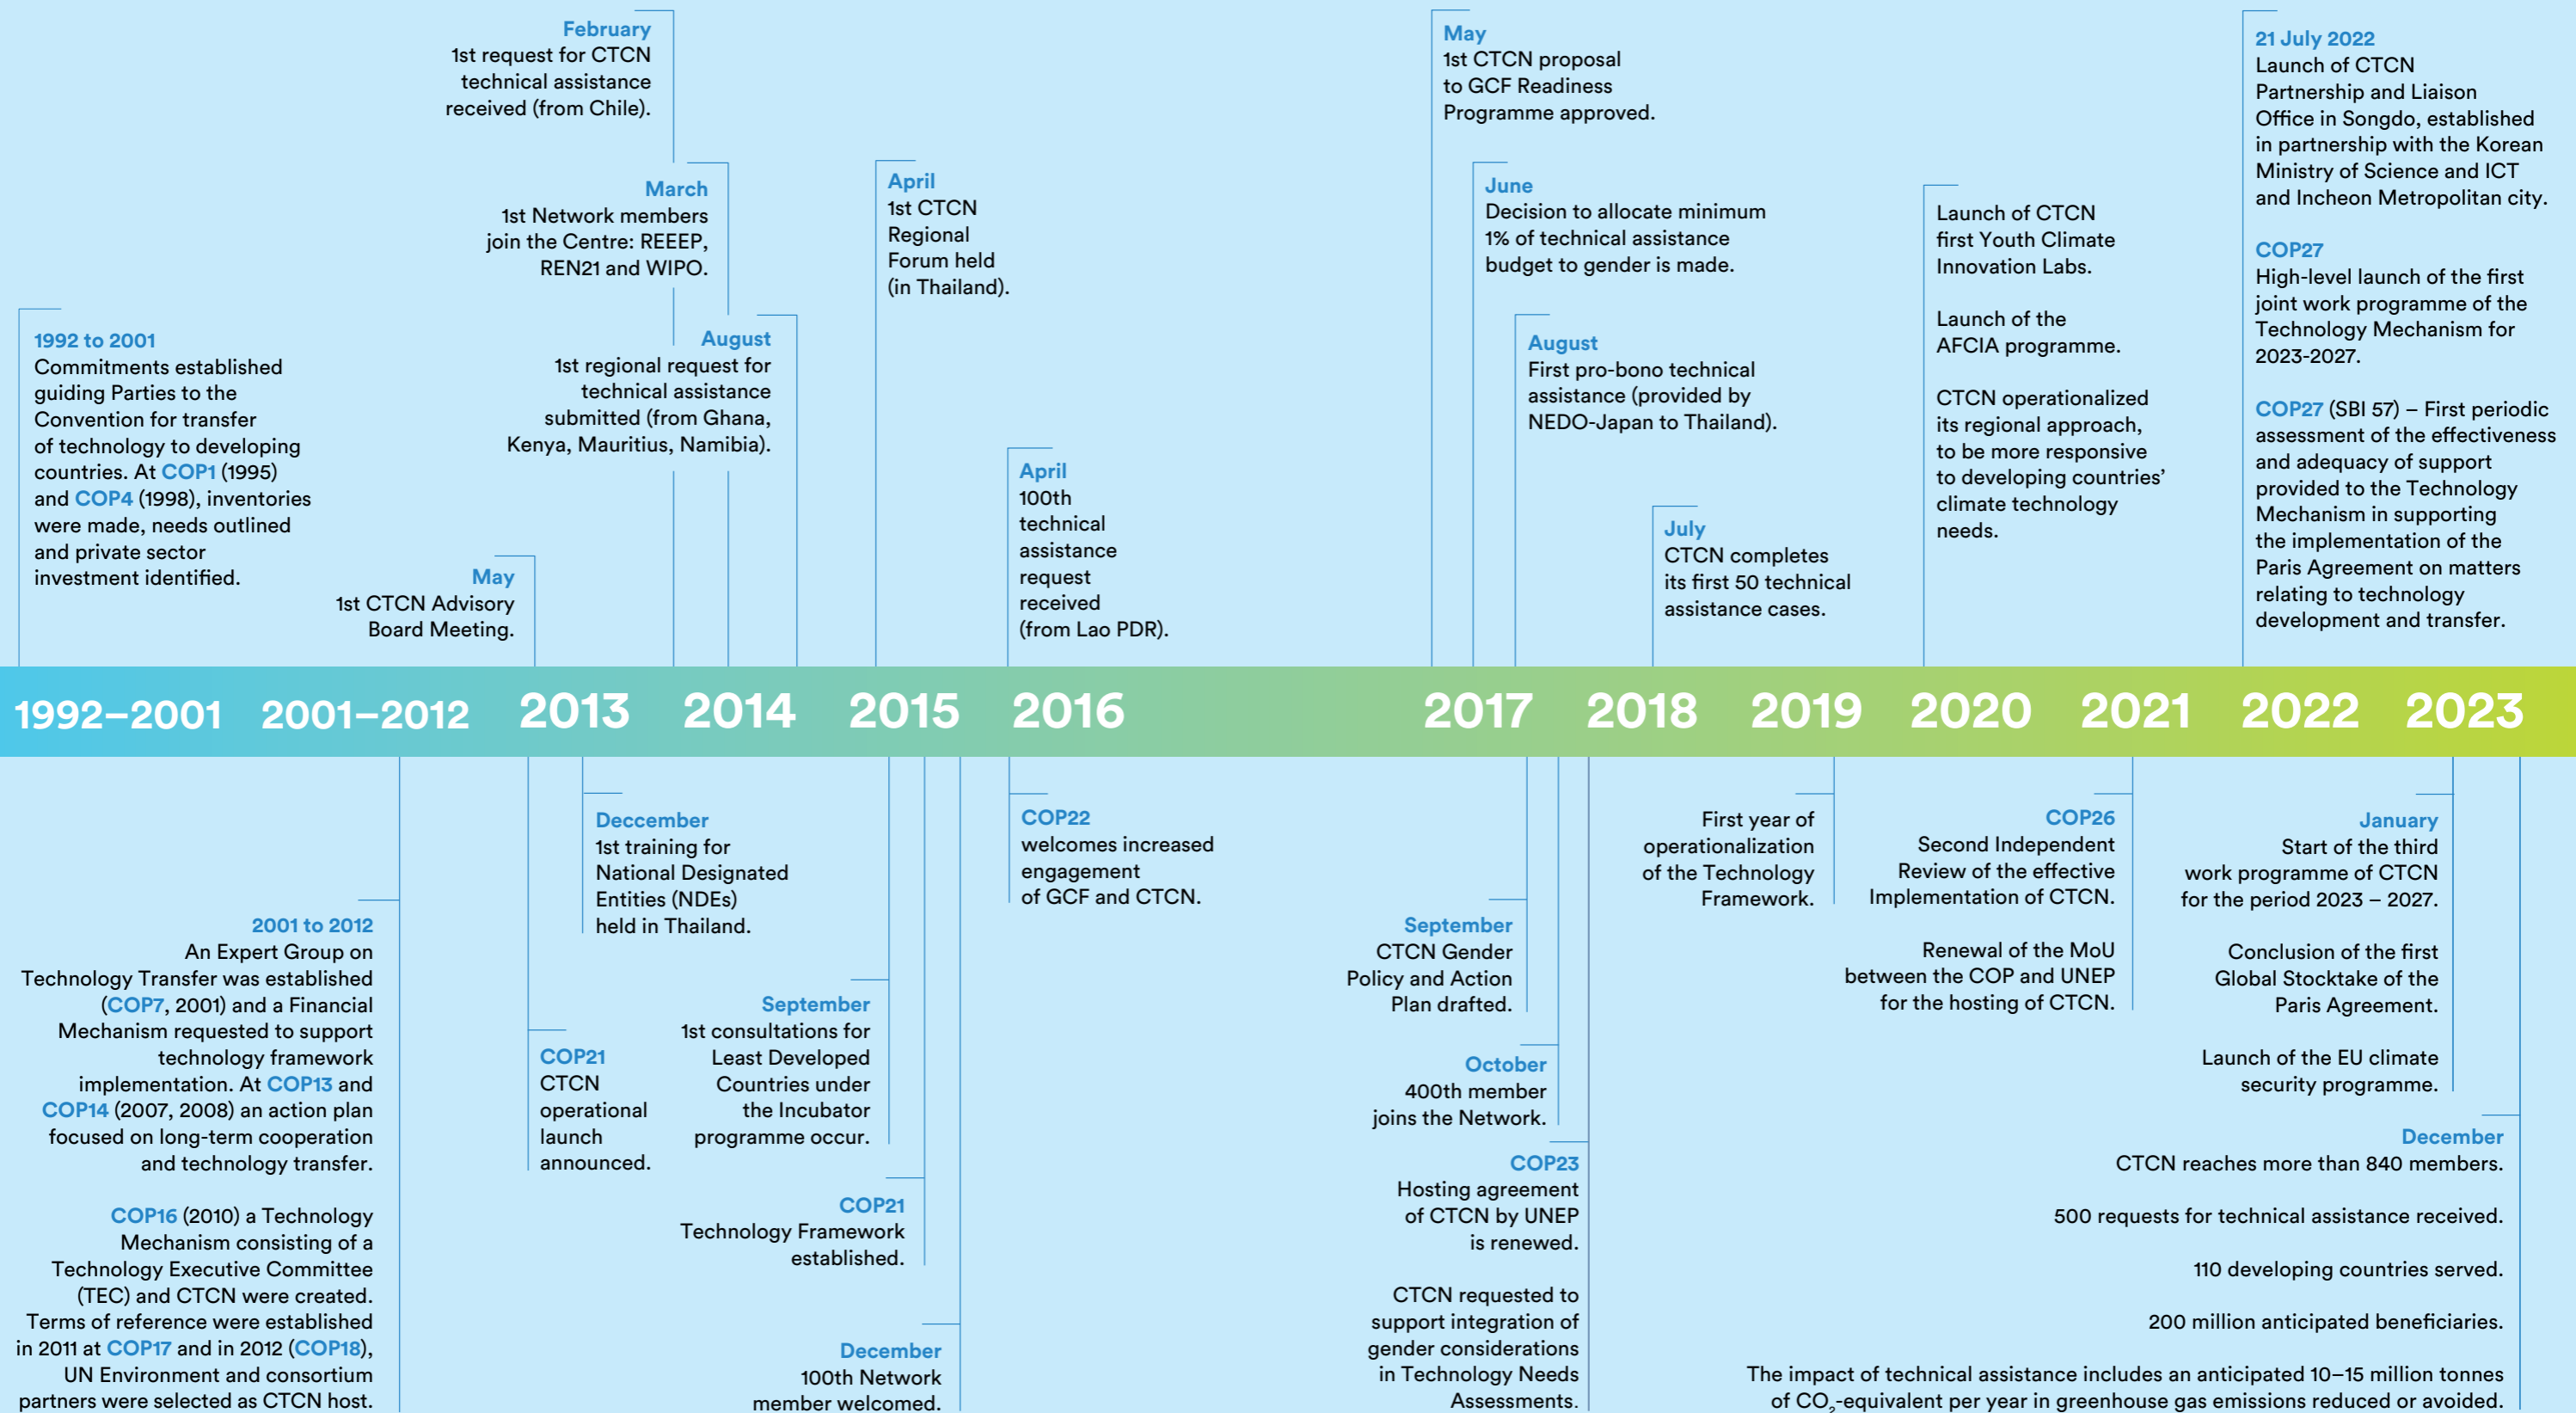 February
1st request for CTCN
technical assistance
received (from Chile).
March
1st Network members
join the Centre: REEEP,
REN21 and WIPO.
August
1st regional request for
technical assistance
submitted (from Ghana,
Kenya, Mauritius, Namibia).
1992 to 2001
Commitments established
guiding Parties to the
Convention for transfer
of technology to developing
countries. At COP1 (1995)
and COP4 (1998), inventories
were made, needs outlined
and private sector
investment identified.
May
1st CTCN Advisory
Board Meeting.
April
1st CTCN
Regional
Forum held
(in Thailand).
April
100th
technical
assistance
request
received
(from Lao PDR).
May
1st CTCN proposal
to GCF Readiness
Programme approved.
June
Decision to allocate minimum
1% of technical assistance
budget to gender is made.
August
First pro-bono technical
assistance (provided by
NEDO-Japan to Thailand).
July
CTCN completes
its first 50 technical
assistance cases.
Launch of CTCN
first Youth Climate
Innovation Labs.
Launch of the
AFCIA programme.
CTCN operationalized
its regional approach,
to be more responsive
to developing countries’
climate technology
needs.
21 July 2022
Launch of CTCN
Partnership and Liaison
Office in Songdo, established
in partnership with the Korean
Ministry of Science and ICT
and Incheon Metropolitan city.
COP27
High-level launch of the first
joint work programme of the
Technology Mechanism for
2023-2027.
COP27 (SBI 57) – First periodic
assessment of the effectiveness
and adequacy of support
provided to the Technology
Mechanism in supporting
the implementation of the
Paris Agreement on matters
relating to technology
development and transfer.
1992–2001 2001–2012 2013 2014 2015 2016 2017 2018 2019 2020 2021 2022 2023
2001 to 2012
An Expert Group on
Technology Transfer was established
(COP7, 2001) and a Financial
Mechanism requested to support
technology framework
implementation. At COP13 and
COP14 (2007, 2008) an action plan
focused on long-term cooperation
and technology transfer.
COP16 (2010) a Technology
Mechanism consisting of a
Technology Executive Committee
(TEC) and CTCN were created.
Terms of reference were established
in 2011 at COP17 and in 2012 (COP18),
UN Environment and consortium
partners were selected as CTCN host.
Deccember
1st training for
National Designated
Entities (NDEs)
held in Thailand.
COP21
CTCN
operational
launch
announced.
September
1st consultations for
Least Developed
Countries under
the Incubator
programme occur.
COP21
Technology Framework
established.
December
100th Network
member welcomed.
COP22
welcomes increased
engagement
of GCF and CTCN.
September
CTCN Gender
Policy and Action
Plan drafted.
October
400th member
joins the Network.
COP23
Hosting agreement
of CTCN by UNEP
is renewed.
CTCN requested to
support integration of
gender considerations
in Technology Needs
Assessments.
First year of
operationalization
of the Technology
Framework.
COP26
Second Independent
Review of the effective
Implementation of CTCN.
Renewal of the MoU
between the COP and UNEP
for the hosting of CTCN.
January
Start of the third
work programme of CTCN
for the period 2023 – 2027.
Conclusion of the first
Global Stocktake of the
Paris Agreement.
Launch of the EU climate
security programme.
December
CTCN reaches more than 840 members.
500 requests for technical assistance received.
110 developing countries served.
200 million anticipated beneficiaries.
The impact of technical assistance includes an anticipated 10–15 million tonnes
of CO₂-equivalent per year in greenhouse gas emissions reduced or avoided.